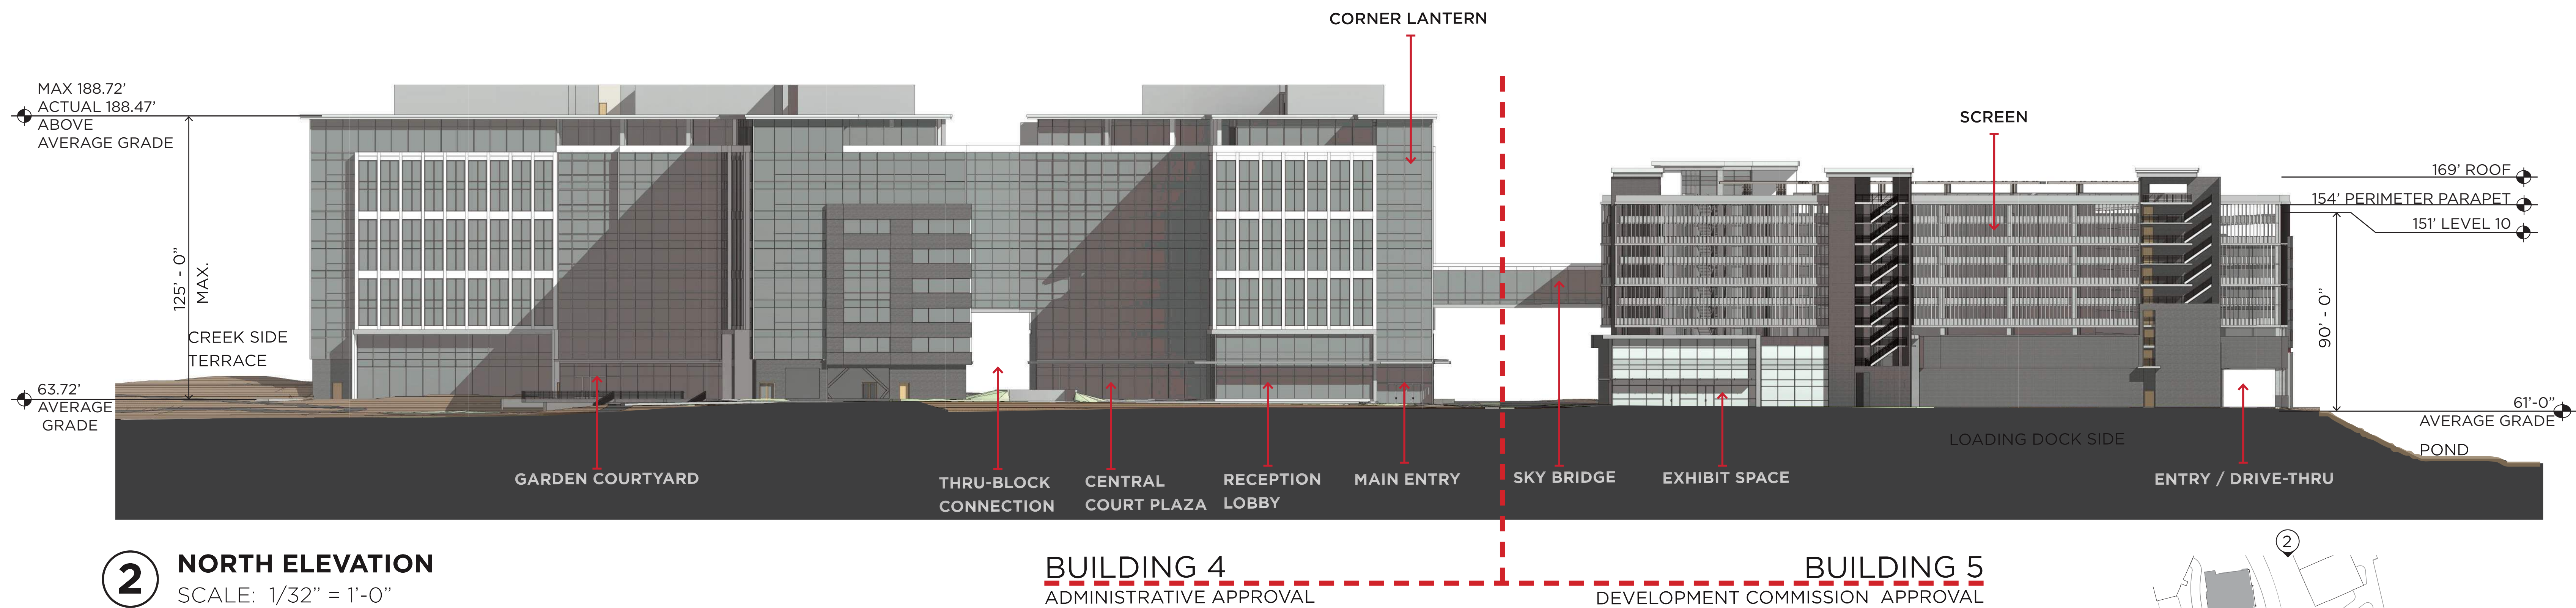 CORNER LANTERN
MAX 188.72'
ACTUAL 188.47'
ABOVE
AVERAGE GRADE
SCREEN
169' ROOF
154' PERIMETER PARAPET
151' LEVEL 10
125' - 0"
MAX.
90' - 0"
CREEK SIDE
TERRACE
63.72'
AVERAGE
GRADE
61'-0"
AVERAGE GRADE
LOADING DOCK SIDE
POND
GARDEN COURTYARD
THRU-BLOCK
CONNECTION
CENTRAL
COURT PLAZA
RECEPTION
LOBBY
MAIN ENTRY
SKY BRIDGE
EXHIBIT SPACE
ENTRY / DRIVE-THRU
2
NORTH ELEVATION
SCALE: 1/32" = 1'-0"
BUILDING 4
ADMINISTRATIVE APPROVAL
BUILDING 5
DEVELOPMENT COMMISSION APPROVAL
2